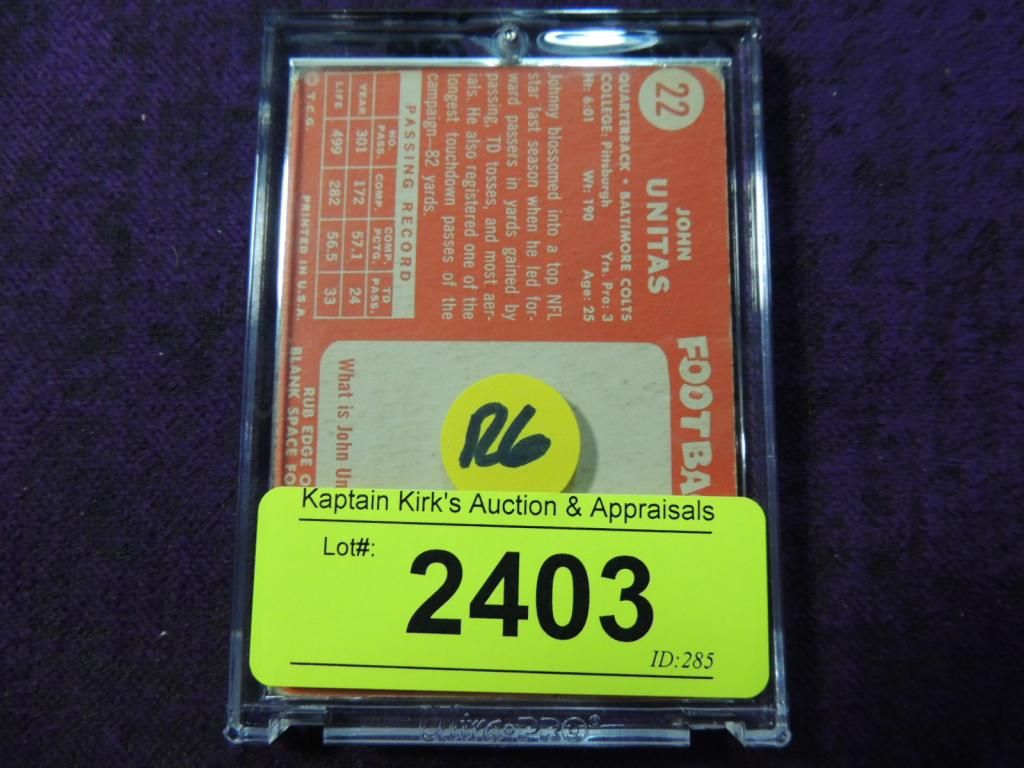 22
JOHN
UNITAS
QUARTERBACK • BALTIMORE COLTS
COLLEGE: Pittsburgh Yrs. Pro: 3
Ht: 6:01 Wt: 190 Age: 25
Johnny blossomed into a top NFL
star last season when he led for-
ward passers in yards gained by
passing, TD tosses, and most aer-
ials. He also registered one of the
longest touchdown passes of the
campaign—82 yards.
PASSING RECORD
YEAR NO. PASS. COMP. COMP. PCTG. TD PASS.
YEAR 301 172 57.1 24
LIFE 499 282 56.5 33
© T.C.G. PRINTED IN U.S.A.
FOOTBA
What is John Un
RUB EDGE O
BLANK SPACE FO
R6
Kaptain Kirk's Auction & Appraisals
Lot#:
2403
ID:285
Ultra•PRO